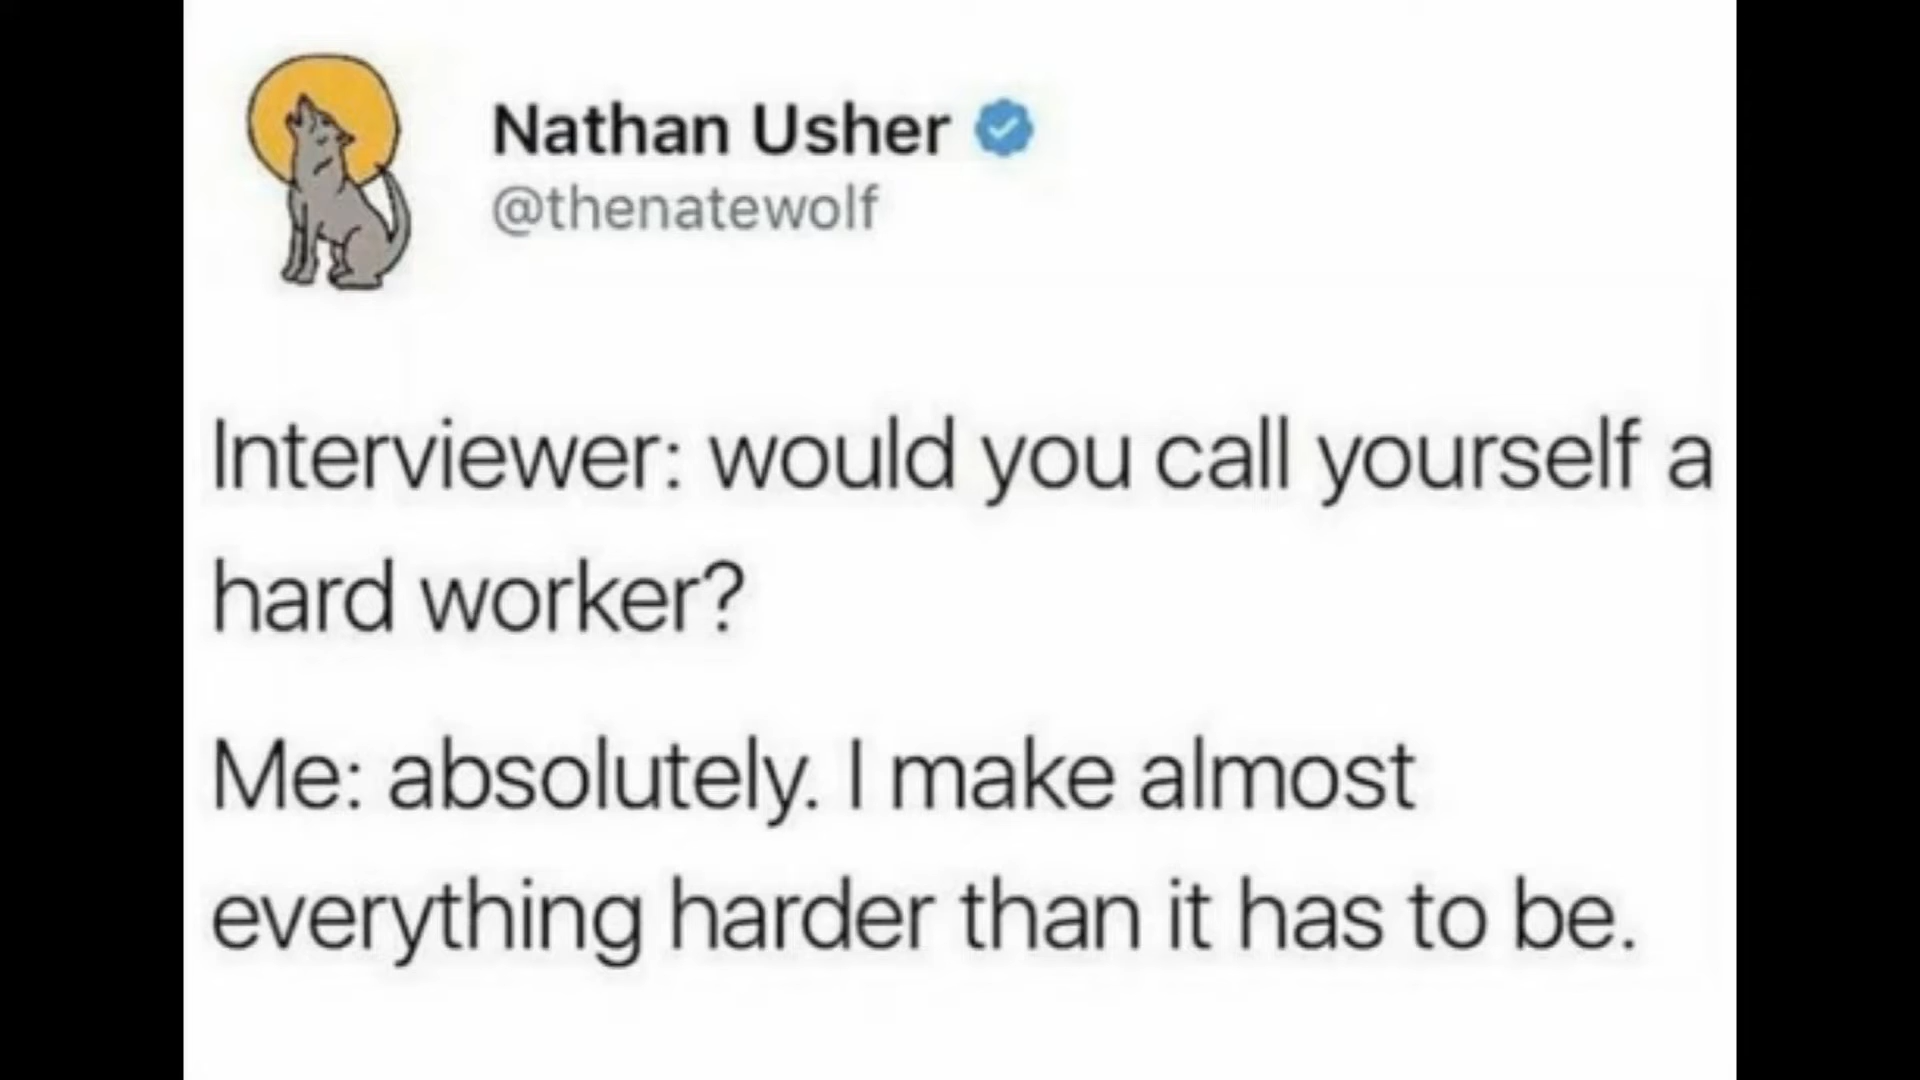 Nathan Usher
@thenatewolf
Interviewer: would you call yourself a
hard worker?
Me: absolutely. I make almost
everything harder than it has to be.